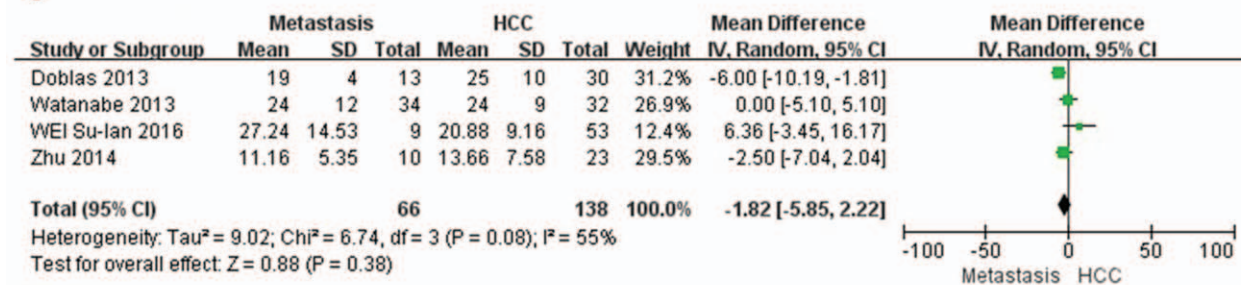 Metastasis HCC Mean Difference Mean Difference
Study or Subgroup Mean SD Total Mean SD Total Weight IV, Random, 95% CI IV, Random, 95% CI
Doblas 2013 19 4 13 25 10 30 31.2% -6.00 [-10.19, -1.81]
Watanabe 2013 24 12 34 24 9 32 26.9% 0.00 [-5.10, 5.10]
WEI Su-lan 2016 27.24 14.53 9 20.88 9.16 53 12.4% 6.36 [-3.45, 16.17]
Zhu 2014 11.16 5.35 10 13.66 7.58 23 29.5% -2.50 [-7.04, 2.04]
Total (95% CI) 66 138 100.0% -1.82 [-5.85, 2.22]
Heterogeneity: Tau² = 9.02; Chi² = 6.74, df = 3 (P = 0.08); I² = 55%
Test for overall effect: Z = 0.88 (P = 0.38)
-100 -50 0 50 100
Metastasis HCC